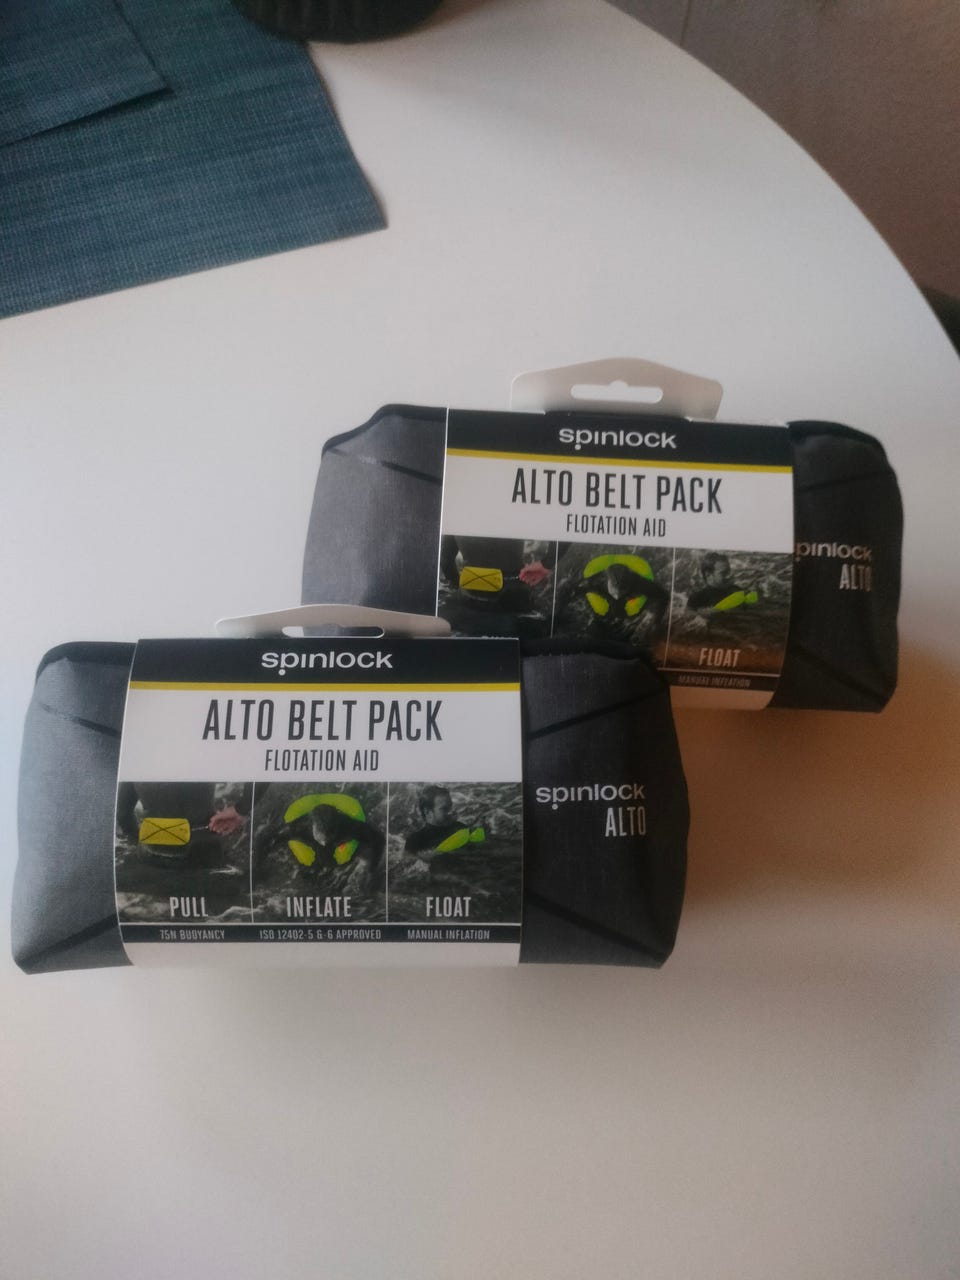 spinlock
ALTO BELT PACK
FLOTATION AID
pinlock
ALTO
FLOAT
MANUAL INFLATION
spinlock
ALTO BELT PACK
FLOTATION AID
spinlock
ALTO
PULL
INFLATE
FLOAT
75N BUOYANCY
ISO 12402-5 & -6 APPROVED
MANUAL INFLATION